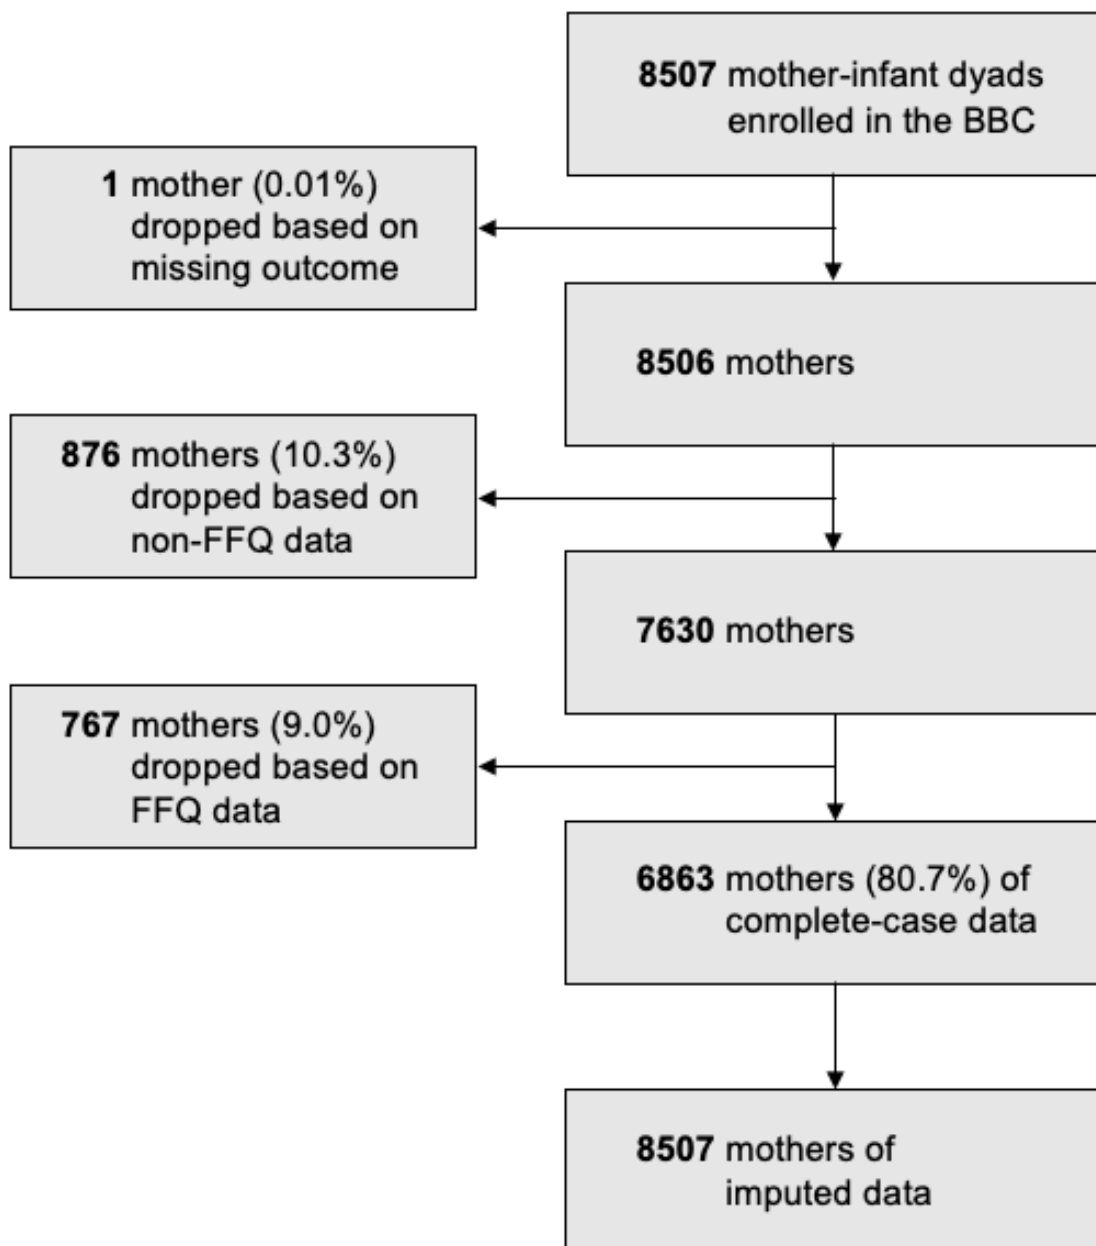 8507 mother-infant dyads
enrolled in the BBC
1 mother (0.01%)
dropped based on
missing outcome
8506 mothers
876 mothers (10.3%)
dropped based on
non-FFQ data
7630 mothers
767 mothers (9.0%)
dropped based on
FFQ data
6863 mothers (80.7%) of
complete-case data
8507 mothers of
imputed data